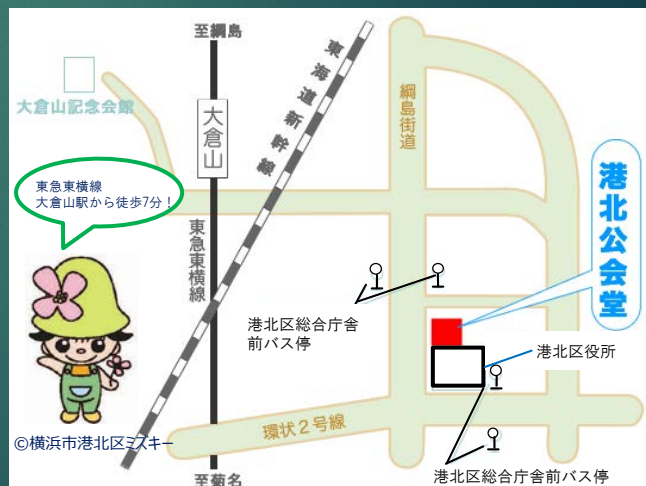 至綱島
大倉山記念会館
大倉山
東海道新幹線
綱島街道
東急東横線
大倉山駅から徒歩7分！
港北公会堂
東急東横線
港北区総合庁舎
前バス停
港北区役所
環状2号線
©横浜市港北区ミズキー
至菊名
港北区総合庁舎前バス停